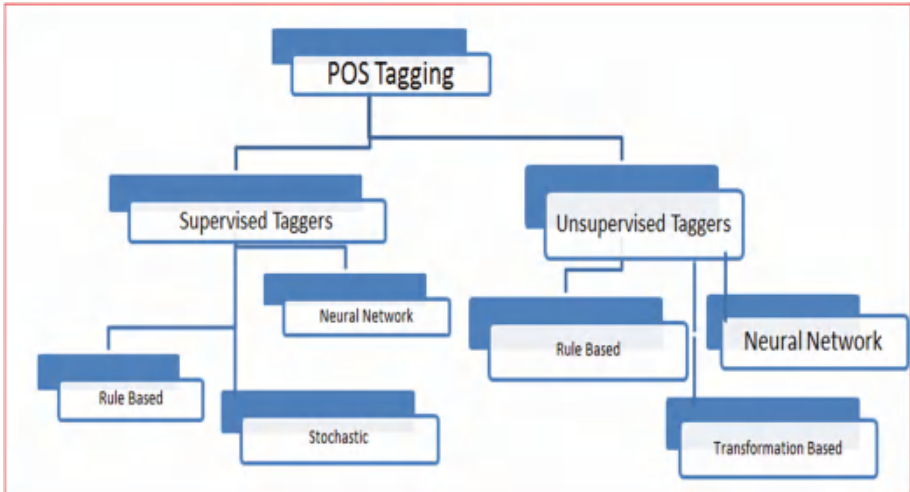 POS Tagging
Supervised Taggers
Unsupervised Taggers
Neural Network
Rule Based
Stochastic
Rule Based
Neural Network
Transformation Based